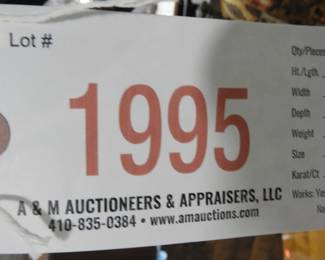 Lot #
1995
A & M AUCTIONEERS & APPRAISERS, LLC
410-835-0384 • www.amauctions.com
Qty/Pieces
Ht./Lgth.
Width
Depth
Weight
Size
Karat/Ct
Works: Yes